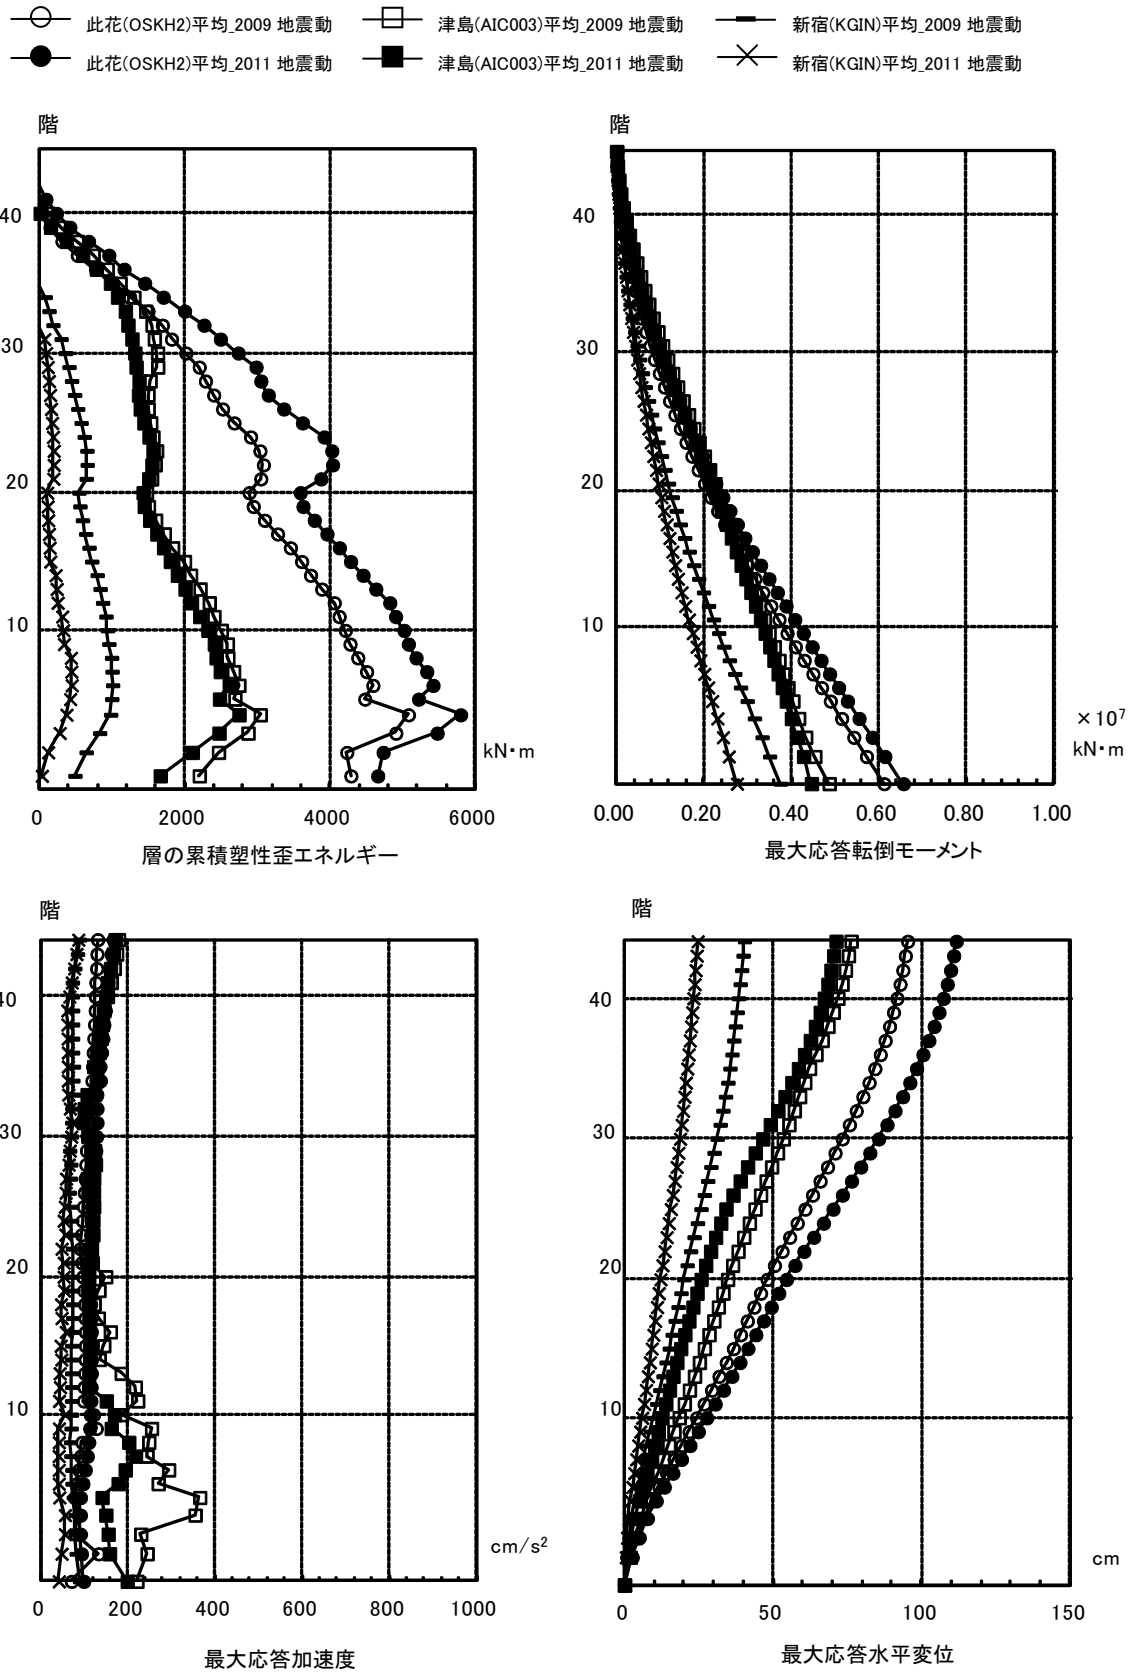 此花(OSKH2)平均_2009 地震動
津島(AIC003)平均_2009 地震動
新宿(KGIN)平均_2009 地震動
此花(OSKH2)平均_2011 地震動
津島(AIC003)平均_2011 地震動
新宿(KGIN)平均_2011 地震動
階
40
30
20
10
kN・m
0 2000 4000 6000
層の累積塑性歪エネルギー
階
40
30
20
10
×10⁷
kN・m
0.00 0.20 0.40 0.60 0.80 1.00
最大応答転倒モーメント
階
40
30
20
10
cm/s²
0 200 400 600 800 1000
最大応答加速度
階
40
30
20
10
cm
0 50 100 150
最大応答水平変位